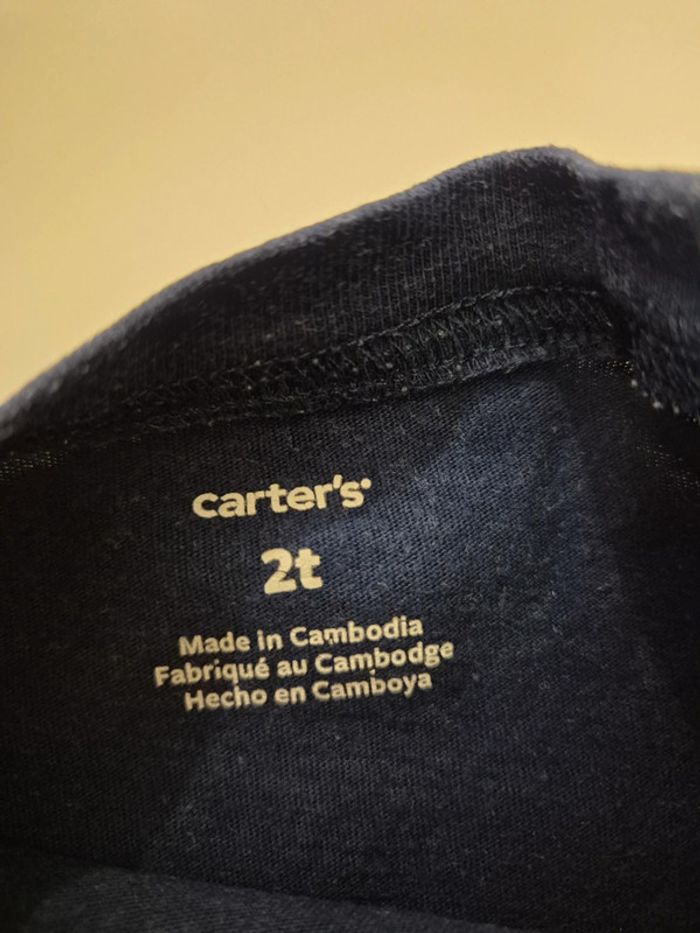 carter's
2t
Made in Cambodia
Fabriqué au Cambodge
Hecho en Camboya